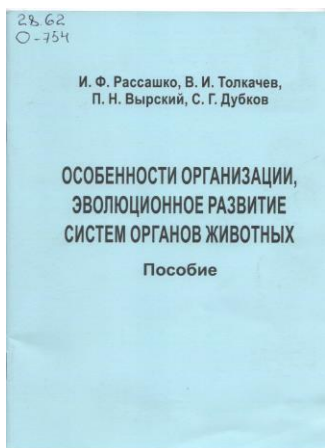 28.62
О-754
И. Ф. Рассашко, В. И. Толкачев,
П. Н. Вырский, С. Г. Дубков
ОСОБЕННОСТИ ОРГАНИЗАЦИИ,
ЭВОЛЮЦИОННОЕ РАЗВИТИЕ
СИСТЕМ ОРГАНОВ ЖИВОТНЫХ
Пособие